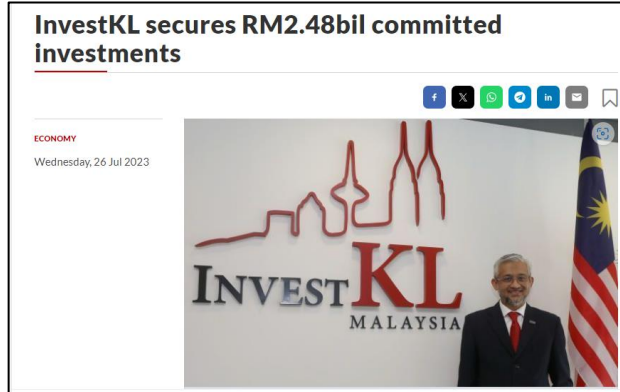 InvestKL secures RM2.48bil committed
investments
ECONOMY
Wednesday, 26 Jul 2023
INVESTKL
MALAYSIA